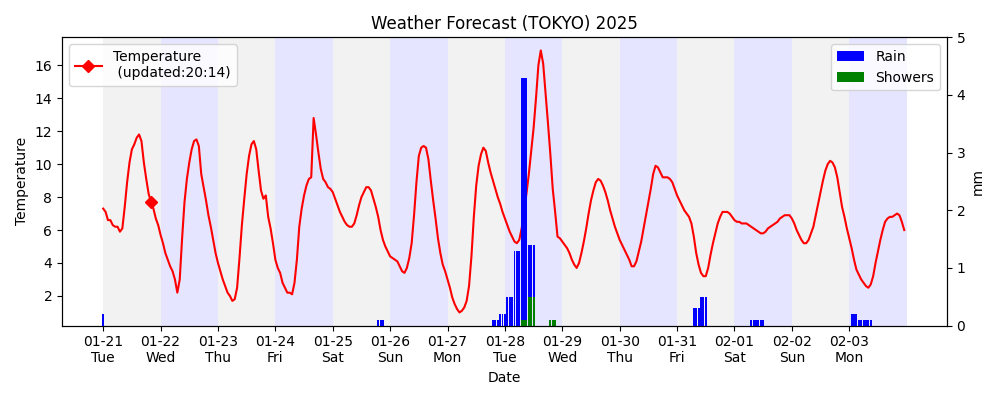 Weather Forecast (TOKYO) 2025
Temperature
(updated:20:14)
Rain
Showers
Temperature
16
14
12
10
8
6
4
2
5
4
3
2
1
0
mm
01-21 01-22 01-23 01-24 01-25 01-26 01-27 01-28 01-29 01-30 01-31 02-01 02-02 02-03
Tue Wed Thu Fri Sat Sun Mon Tue Wed Thu Fri Sat Sun Mon
Date